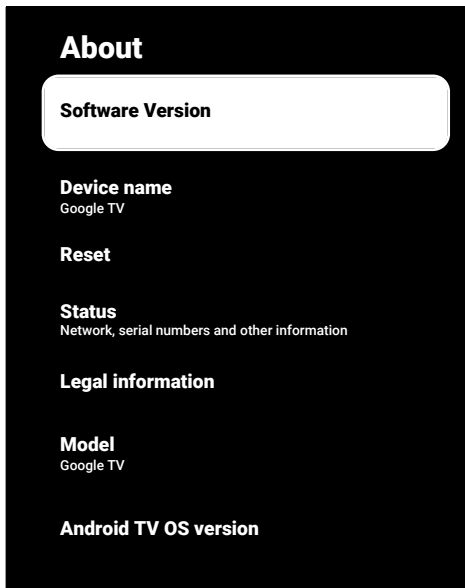 About
Software Version
Device name
Google TV
Reset
Status
Network, serial numbers and other information
Legal information
Model
Google TV
Android TV OS version